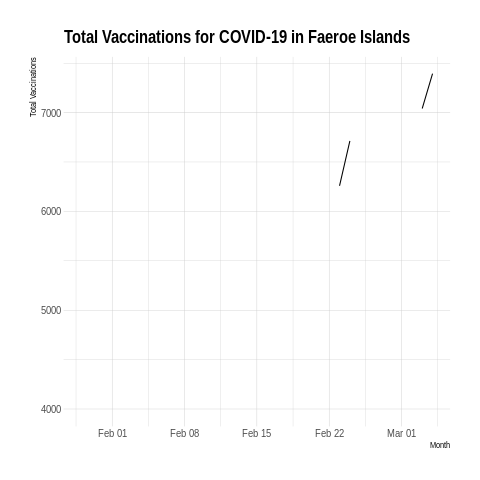 Total Vaccinations for COVID-19 in Faeroe Islands
Total Vaccinations
7000
6000
5000
4000
Feb 01 Feb 08 Feb 15 Feb 22 Mar 01
Month